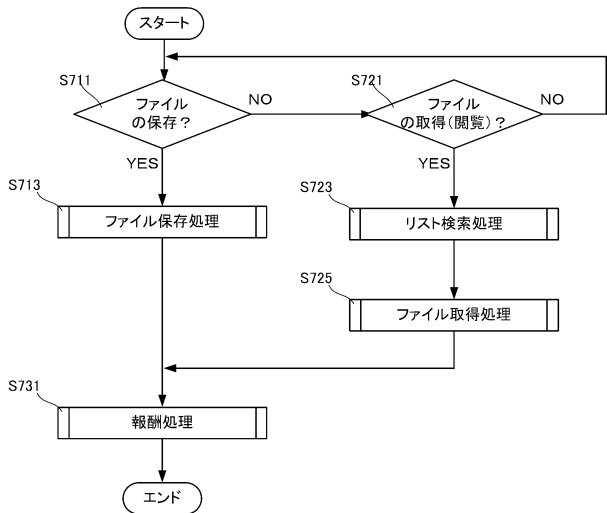 スタート
S711
ファイル
の保存？
NO
YES
S721
ファイル
の取得(閲覧)？
NO
YES
S713
ファイル保存処理
S723
リスト検索処理
S725
ファイル取得処理
S731
報酬処理
エンド